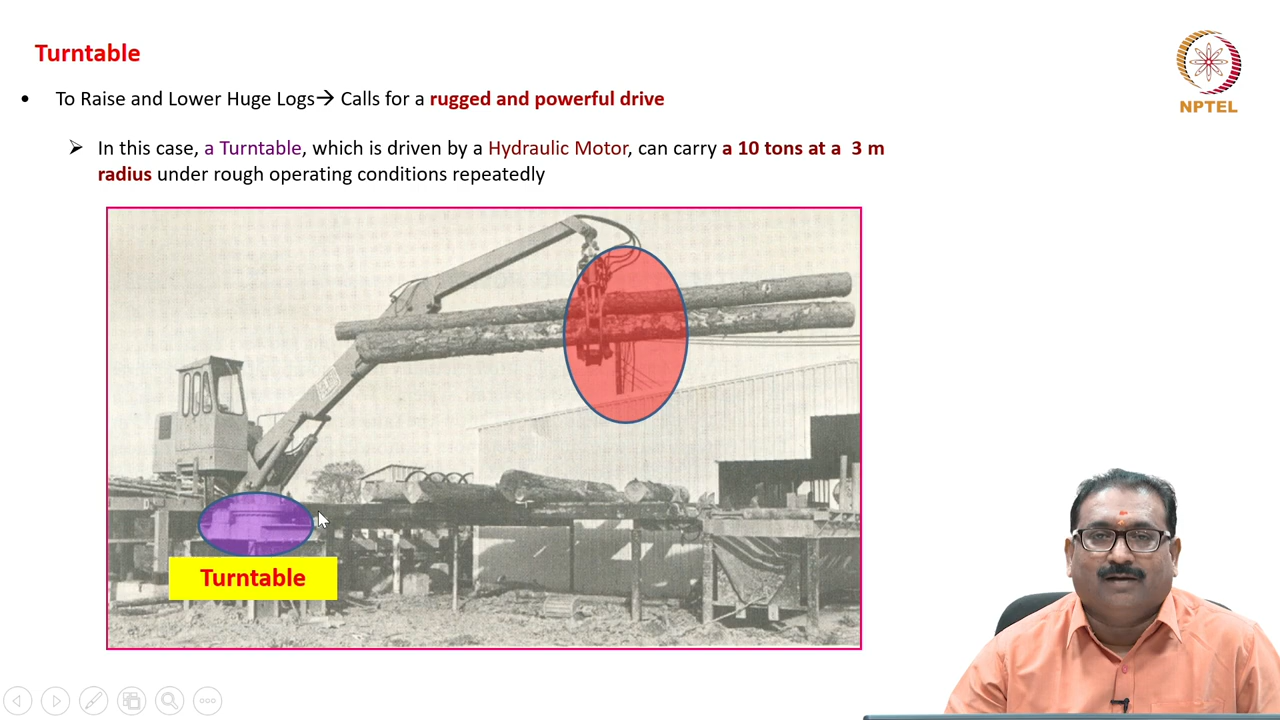 Turntable
• To Raise and Lower Huge Logs→ Calls for a rugged and powerful drive
➢ In this case, a Turntable, which is driven by a Hydraulic Motor, can carry a 10 tons at a 3 m
radius under rough operating conditions repeatedly
Turntable
NPTEL